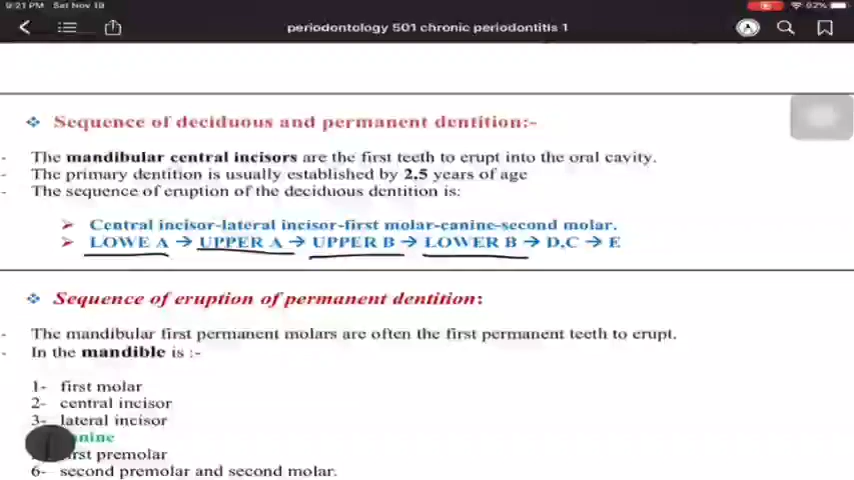 9:21 PM Sat Nov 19
92%
periodontology 501 chronic periodontitis 1
❖ Sequence of deciduous and permanent dentition:-
- The mandibular central incisors are the first teeth to erupt into the oral cavity.
- The primary dentition is usually established by 2.5 years of age
- The sequence of eruption of the deciduous dentition is:
➤ Central incisor-lateral incisor-first molar-canine-second molar.
➤ LOWE A → UPPER A → UPPER B → LOWER B → D,C → E
❖ Sequence of eruption of permanent dentition:
- The mandibular first permanent molars are often the first permanent teeth to erupt.
- In the mandible is :-
1- first molar
2- central incisor
3- lateral incisor
premolar
6- second premolar and second molar.